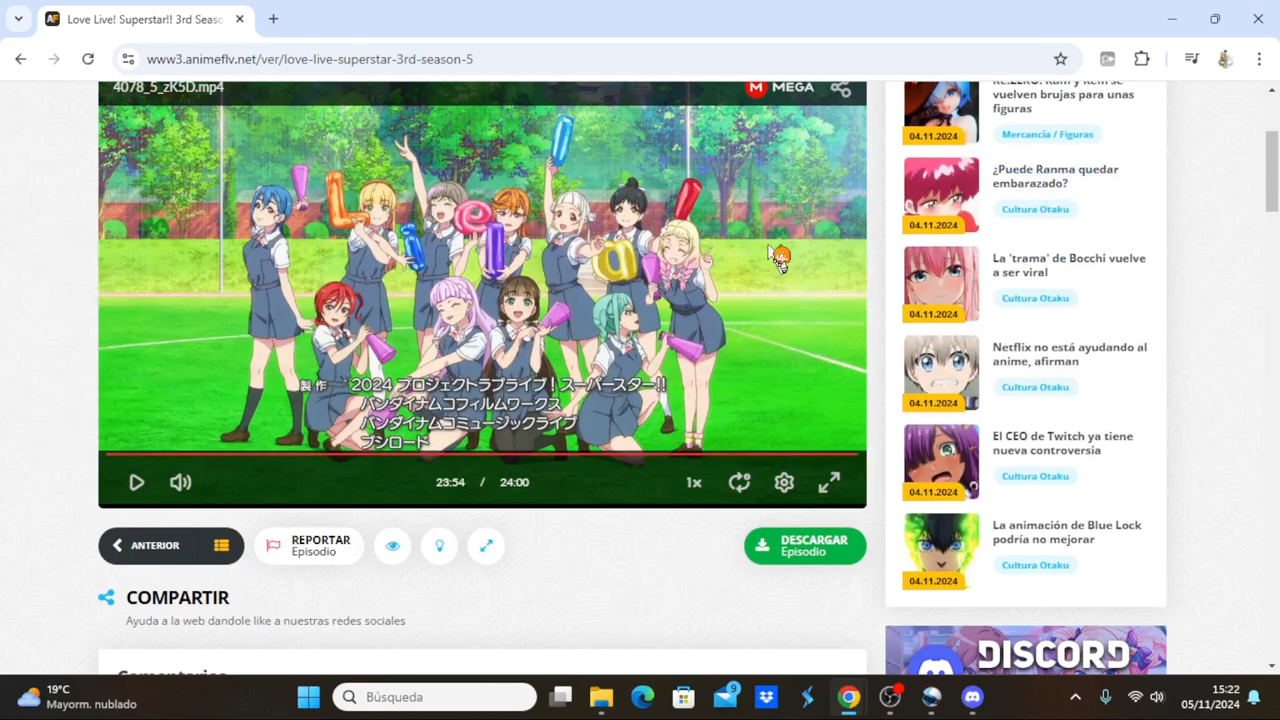 Love Live! Superstar!! 3rd Seaso
www3.animeflv.net/ver/love-live-superstar-3rd-season-5
4078_5_zK5D.mp4
M MEGA
製作 2024 プロジェクトラブライブ！スーパースター!!
バンダイナムコフィルムワークス
バンダイナムコミュージックライブ
ブシロード
23:54 / 24:00
1x
ANTERIOR
REPORTAR
Episodio
DESCARGAR
Episodio
COMPARTIR
Ayuda a la web dandole like a nuestras redes sociales
Comentarios
Re:ZERO: Ram y Rem se
vuelven brujas para unas
figuras
Mercancía / Figuras
04.11.2024
¿Puede Ranma quedar
embarazado?
Cultura Otaku
04.11.2024
La 'trama' de Bocchi vuelve
a ser viral
Cultura Otaku
04.11.2024
Netflix no está ayudando al
anime, afirman
Cultura Otaku
04.11.2024
El CEO de Twitch ya tiene
nueva controversia
Cultura Otaku
04.11.2024
La animación de Blue Lock
podría no mejorar
Cultura Otaku
04.11.2024
DISCORD
19°C
Mayorm. nublado
Búsqueda
9
15:22
05/11/2024